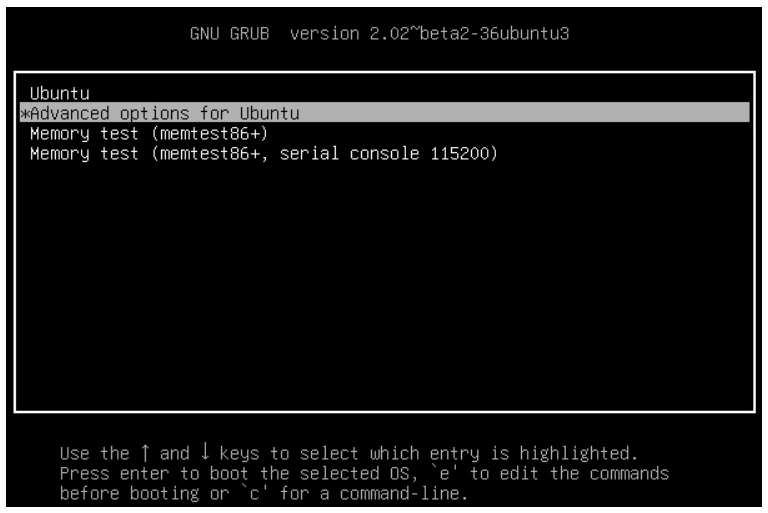 GNU GRUB  version 2.02~beta2-36ubuntu3
Ubuntu
*Advanced options for Ubuntu
Memory test (memtest86+)
Memory test (memtest86+, serial console 115200)
Use the ↑ and ↓ keys to select which entry is highlighted.
Press enter to boot the selected OS, `e' to edit the commands
before booting or `c' for a command-line.